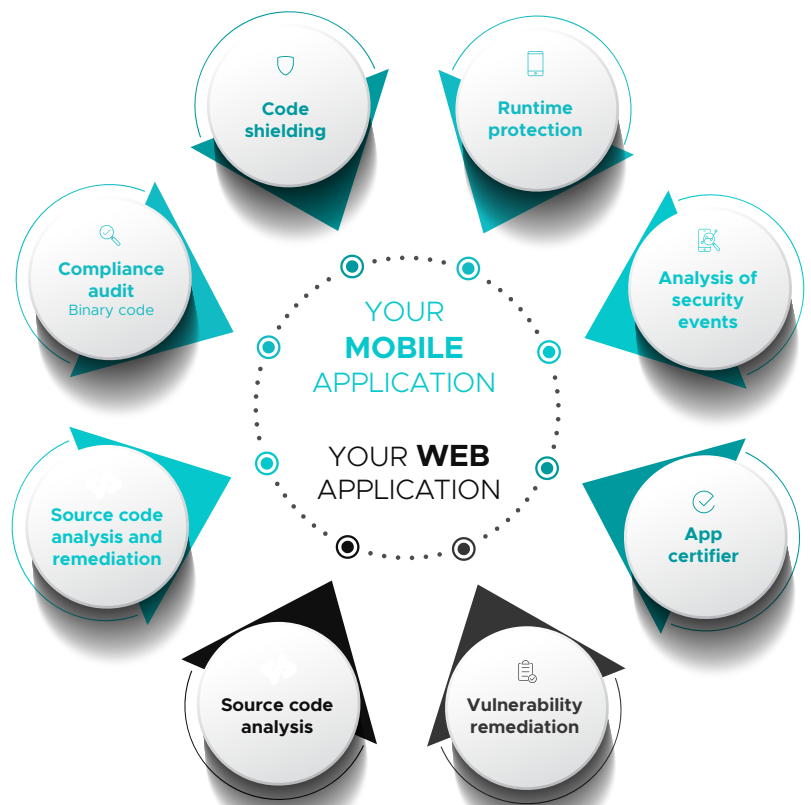 Code
shielding
Runtime
protection
Compliance
audit
Binary code
Analysis of
security
events
YOUR
MOBILE
APPLICATION
YOUR WEB
APPLICATION
Source code
analysis and
remediation
App
certifier
Source code
analysis
Vulnerability
remediation